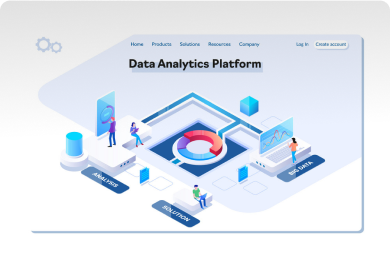 Home Products Solutions Resources Company Log In Create account
Data Analytics Platform
ANALYSIS
SOLUTION
BIG DATA